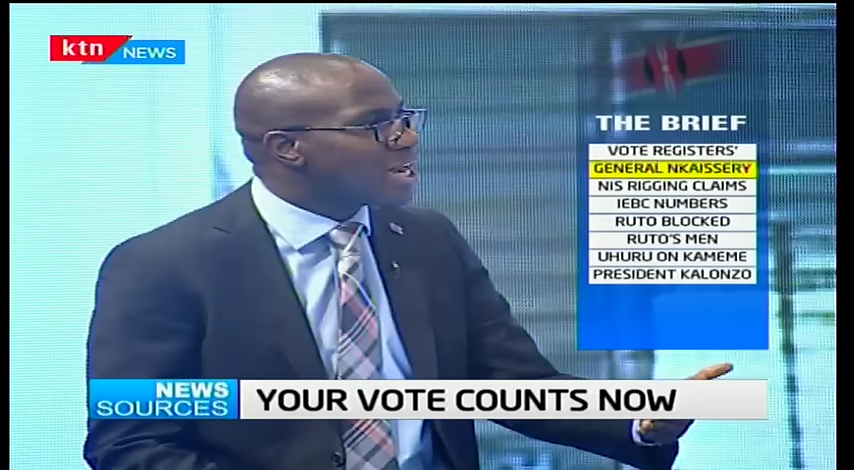 ktn NEWS
THE BRIEF
VOTE REGISTERS'
GENERAL NKAISSERY
NIS RIGGING CLAIMS
IEBC NUMBERS
RUTO BLOCKED
RUTO'S MEN
UHURU ON KAMEME
PRESIDENT KALONZO
NEWS
SOURCES
YOUR VOTE COUNTS NOW